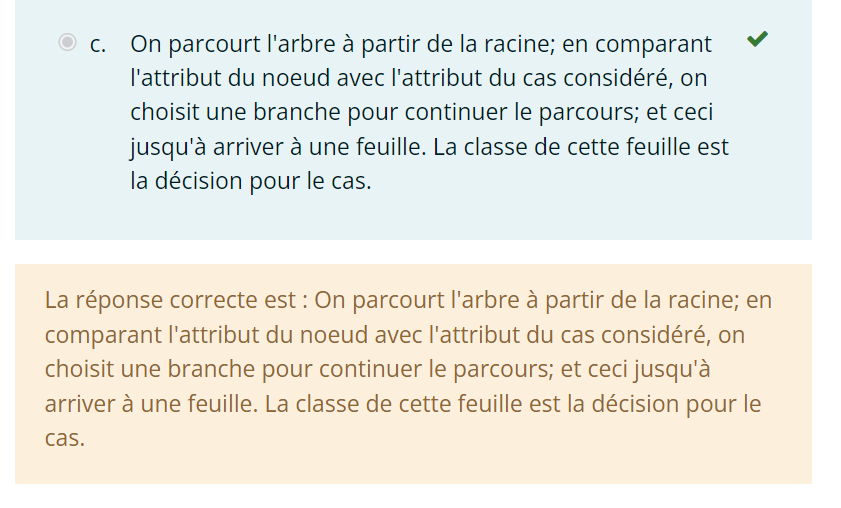 c. On parcourt l'arbre à partir de la racine; en comparant
l'attribut du noeud avec l'attribut du cas considéré, on
choisit une branche pour continuer le parcours; et ceci
jusqu'à arriver à une feuille. La classe de cette feuille est
la décision pour le cas.
La réponse correcte est : On parcourt l'arbre à partir de la racine; en
comparant l'attribut du noeud avec l'attribut du cas considéré, on
choisit une branche pour continuer le parcours; et ceci jusqu'à
arriver à une feuille. La classe de cette feuille est la décision pour le
cas.